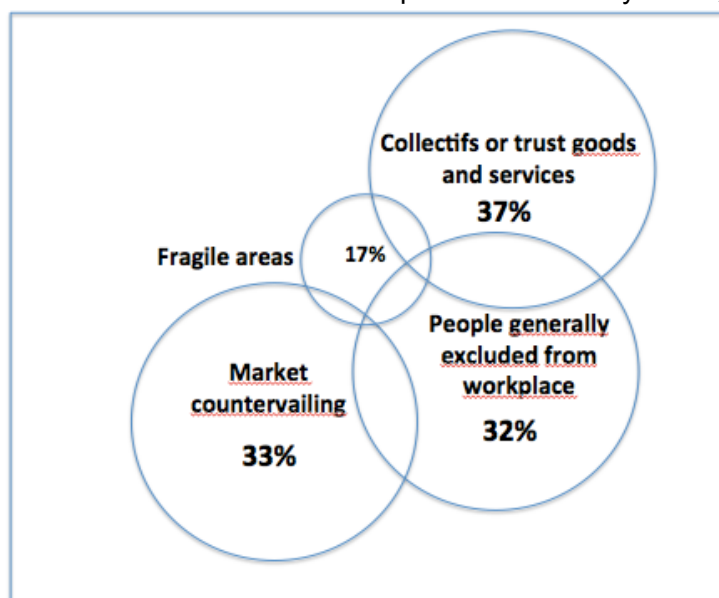 Collectifs or trust goods
and services
37%
Fragile areas
17%
People generally
excluded from
workplace
32%
Market
countervailing
33%